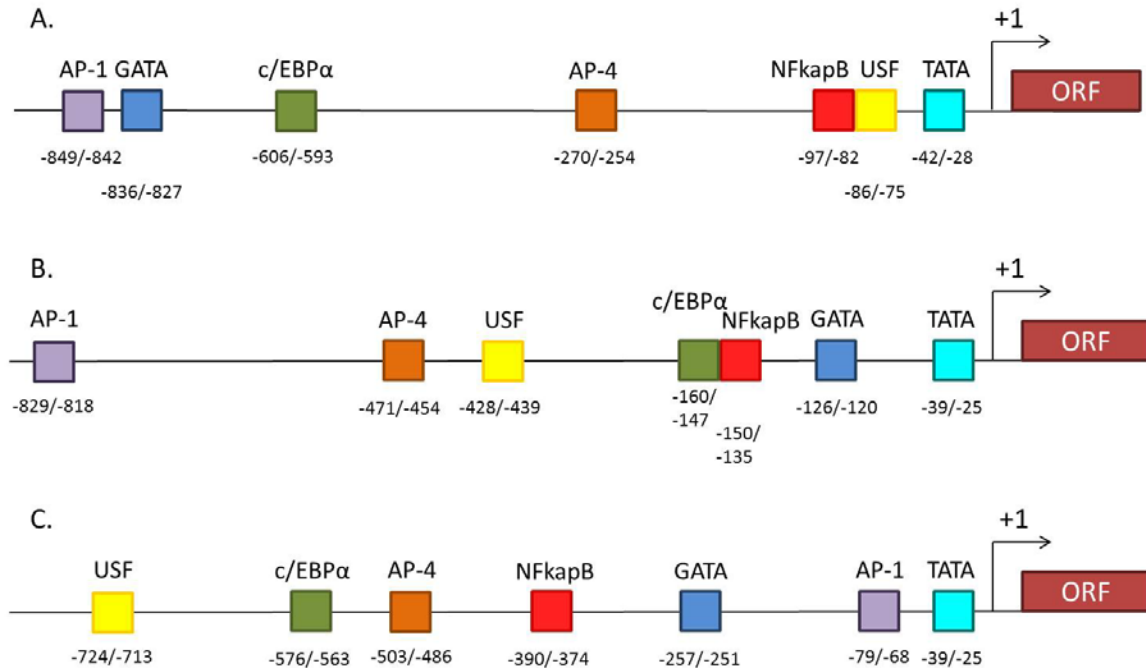 A.
+1
AP-1 GATA c/EBPα AP-4 NFkapB USF TATA
ORF
-849/-842 -606/-593 -270/-254 -97/-82 -42/-28
-836/-827 -86/-75
B.
+1
AP-1 AP-4 USF c/EBPα NFkapB GATA TATA
ORF
-829/-818 -471/-454 -428/-439 -160/ -126/-120 -39/-25
-147
-150/
-135
C.
+1
USF c/EBPα AP-4 NFkapB GATA AP-1 TATA
ORF
-724/-713 -576/-563 -503/-486 -390/-374 -257/-251 -79/-68 -39/-25